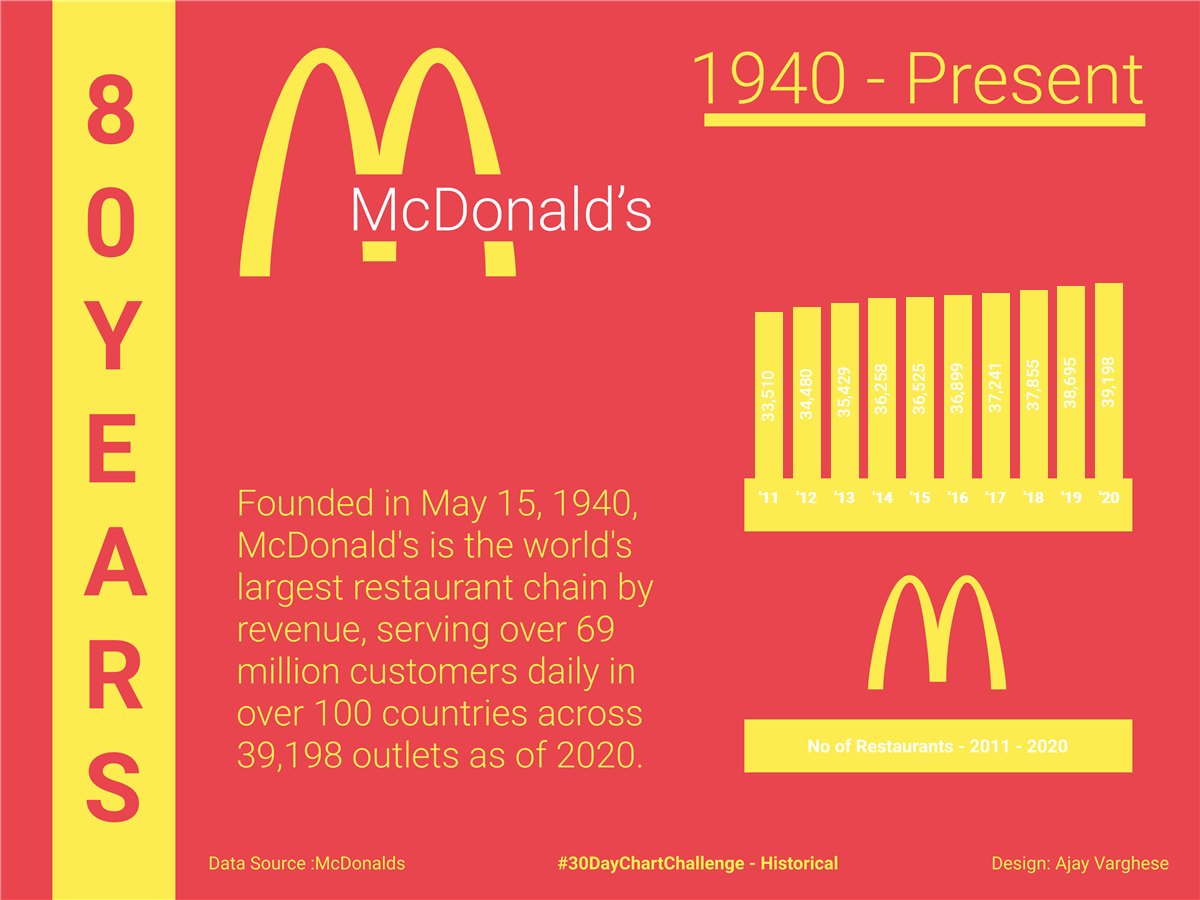 80YEARS
McDonald’s
1940 - Present
33,510
34,480
35,429
36,258
36,525
36,899
37,241
37,855
38,695
39,198
'11 '12 '13 '14 '15 '16 '17 '18 '19 '20
Founded in May 15, 1940,
McDonald's is the world's
largest restaurant chain by
revenue, serving over 69
million customers daily in
over 100 countries across
39,198 outlets as of 2020.
No of Restaurants - 2011 - 2020
Data Source :McDonalds
#30DayChartChallenge - Historical
Design: Ajay Varghese